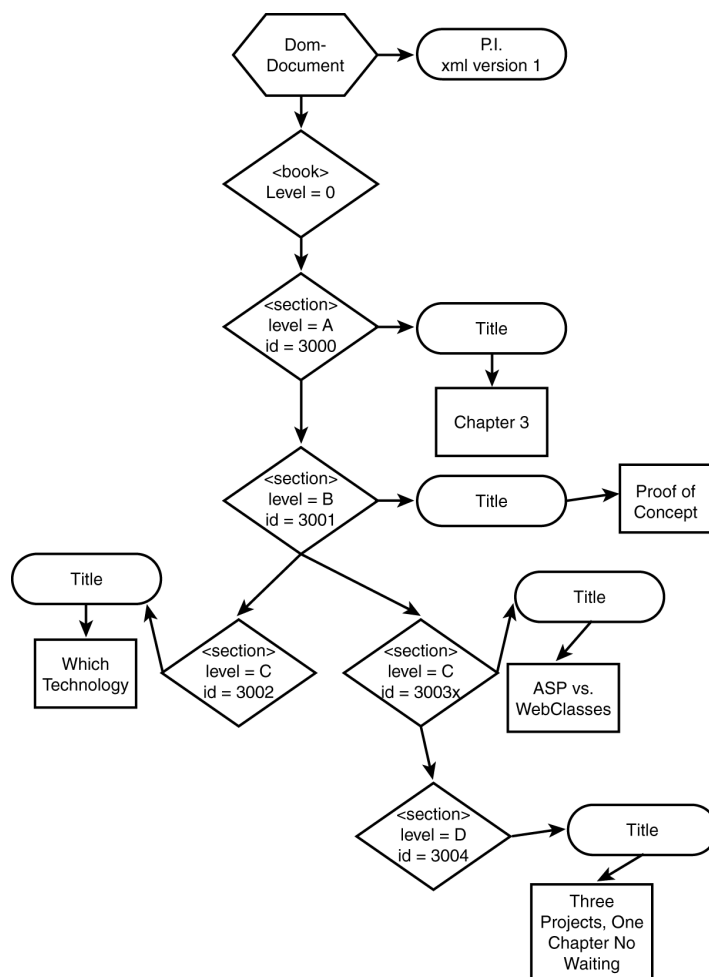 Dom-
Document
P.I.
xml version 1
<book>
Level = 0
<section>
level = A
id = 3000
Title
Chapter 3
<section>
level = B
id = 3001
Title
Proof of
Concept
Title
Which
Technology
<section>
level = C
id = 3002
<section>
level = C
id = 3003x
Title
ASP vs.
WebClasses
<section>
level = D
id = 3004
Title
Three
Projects, One
Chapter No
Waiting